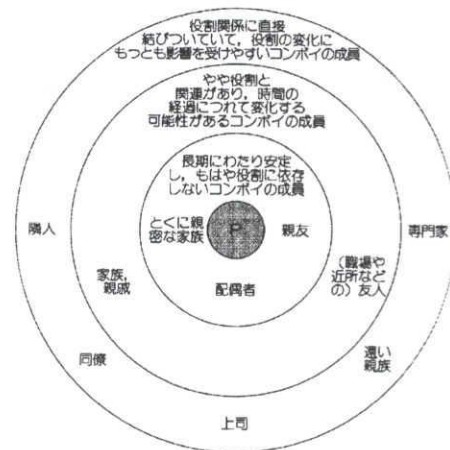 役割関係に直接
結びついていて，役割の変化に
もっとも影響を受けやすいコンボイの成員
やや役割と
関連があり，時間の
経過につれて変化する
可能性があるコンボイの成員
長期にわたり安定
し，もはや役割に依存
しないコンボイの成員
とくに親
密な家族
P
親友
配偶者
隣人
専門家
家族，
親戚
（職場や
近所など
の）友人
同僚
遠い
親族
上司